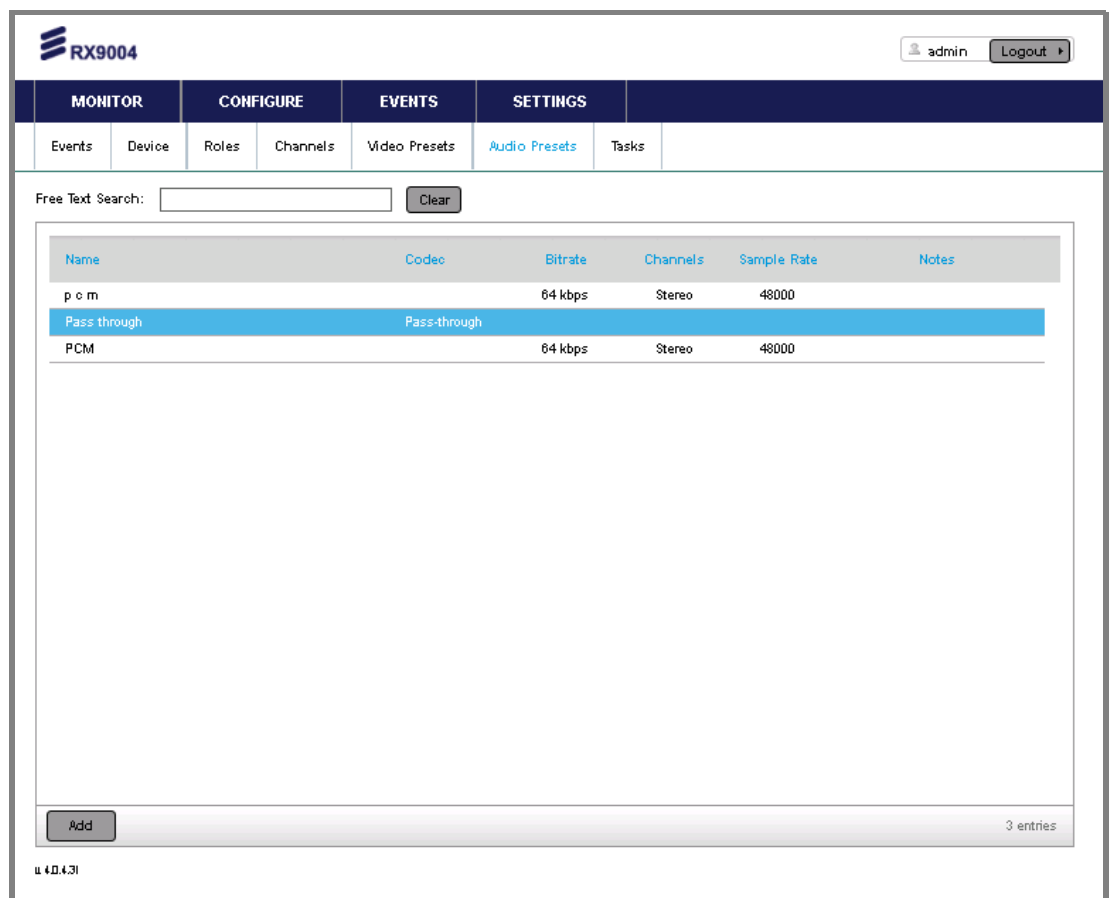 RX9004
admin Logout
MONITOR CONFIGURE EVENTS SETTINGS
Events Device Roles Channels Video Presets Audio Presets Tasks
Free Text Search: Clear
Name Codec Bitrate Channels Sample Rate Notes
p c m 64 kbps Stereo 48000
Pass through Pass-through
PCM 64 kbps Stereo 48000
Add 3 entries